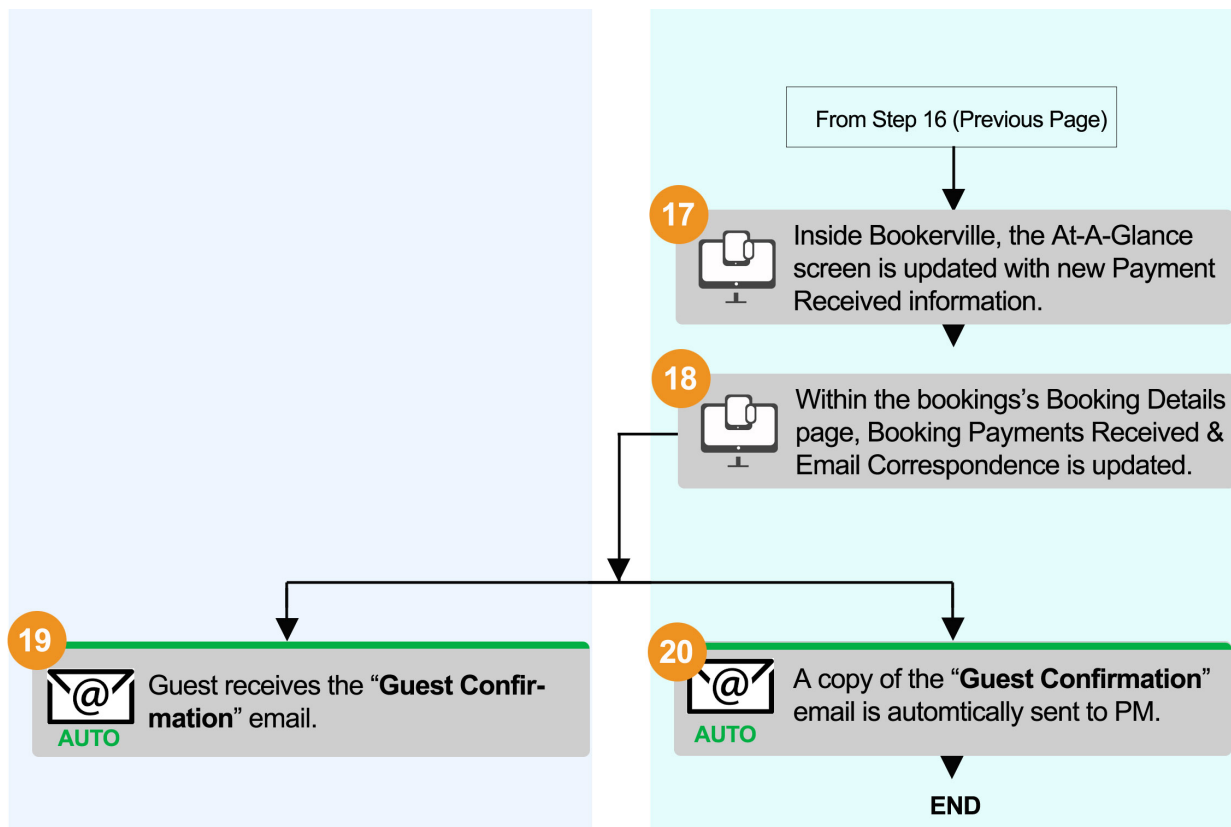 From Step 16 (Previous Page)
17
Inside Bookerville, the At-A-Glance
screen is updated with new Payment
Received information.
18
Within the bookings's Booking Details
page, Booking Payments Received &
Email Correspondence is updated.
19
@
AUTO
Guest receives the “Guest Confir-
mation” email.
20
@
AUTO
A copy of the “Guest Confirmation”
email is automtically sent to PM.
END